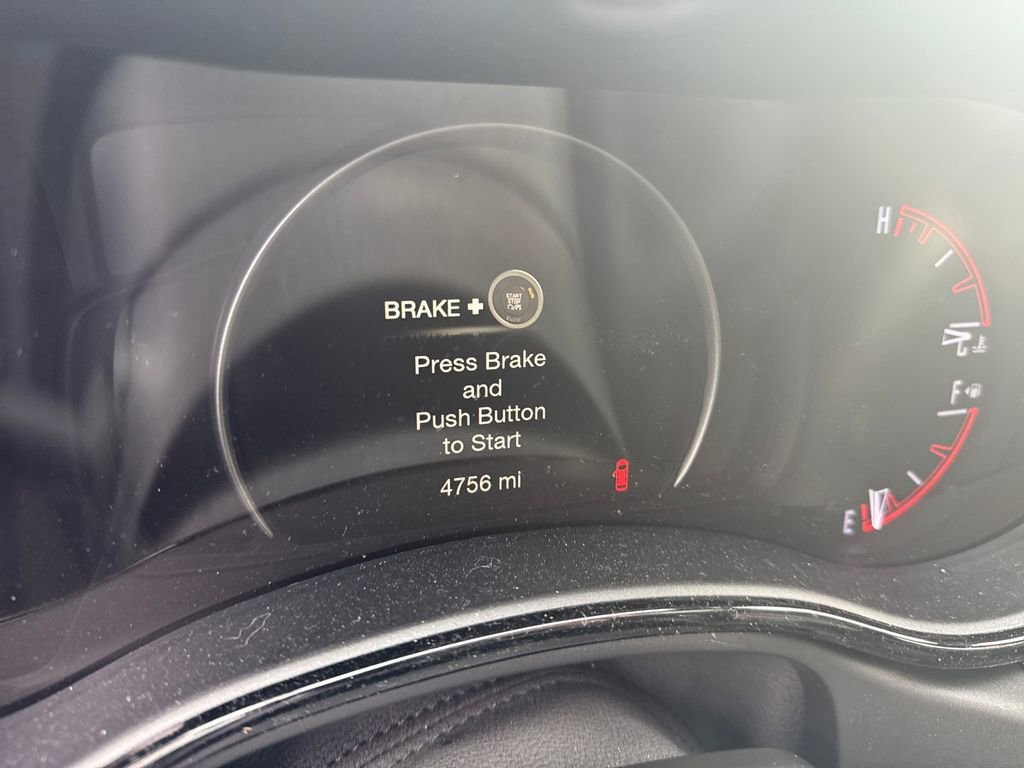 BRAKE +
START
STOP
Press Brake
and
Push Button
to Start
4756 mi
H
F
E